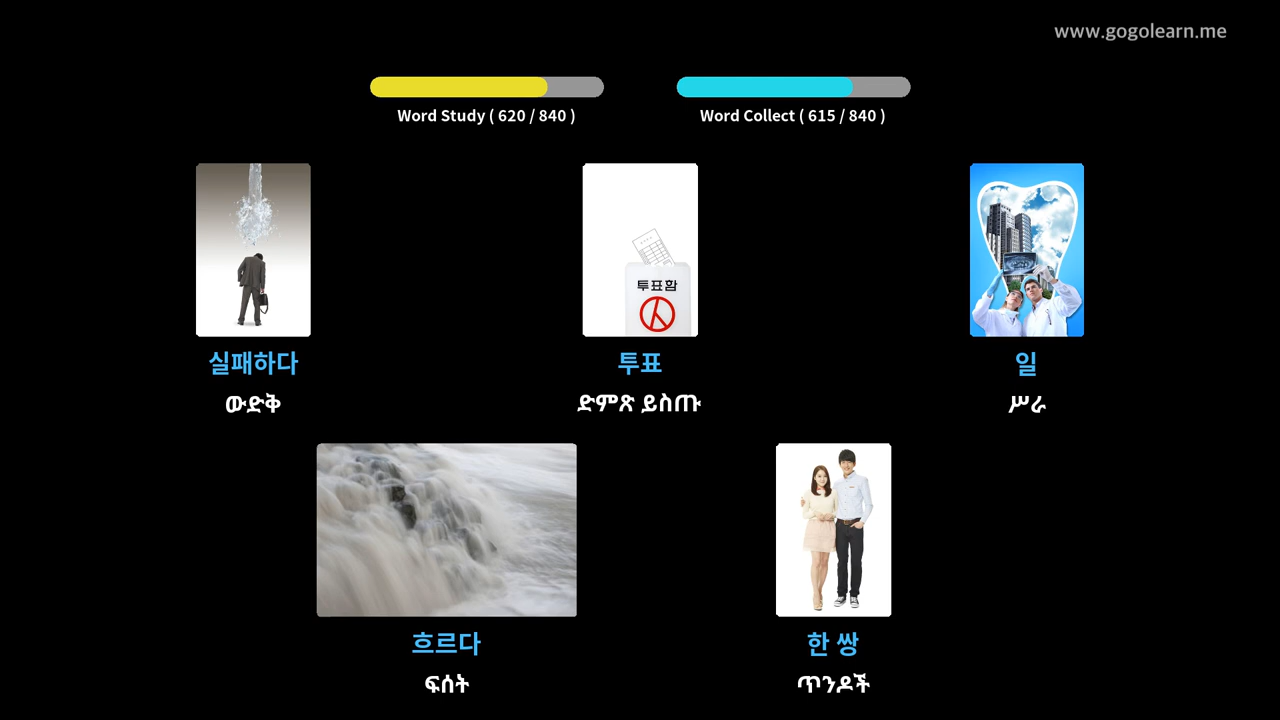 www.gogolearn.me
Word Study ( 620 / 840 )
Word Collect ( 615 / 840 )
투표함
실패하다
ውድቅ
투표
ድምጽ ይስጡ
일
ሥራ
흐르다
ፍሰት
한 쌍
ጥንዶች